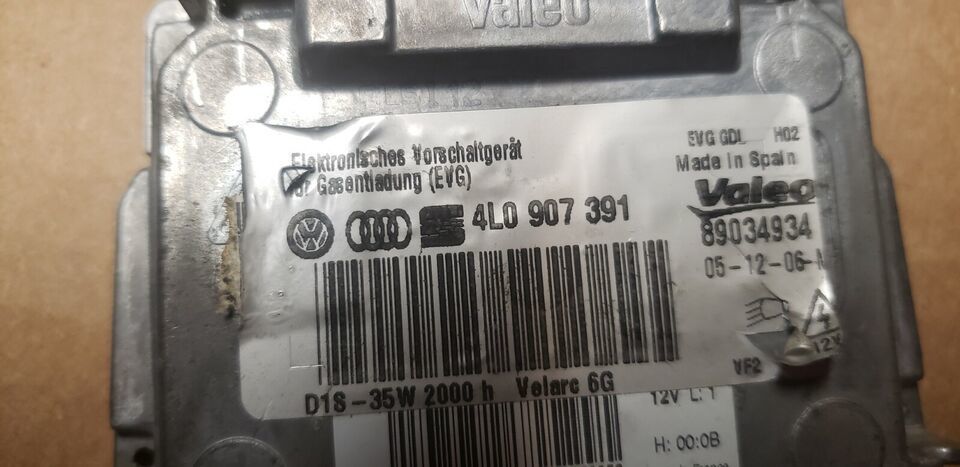 Valeo
EVG GDL H02
Elektronisches Vorschaltgerät
für Gasentladung (EVG)
Made in Spain
Valeo
4L0 907 391
89034934
05-12-06
12V
VF2
D1S-35W 2000 h Velarc 6G
12V L: 1
H: 00:0B